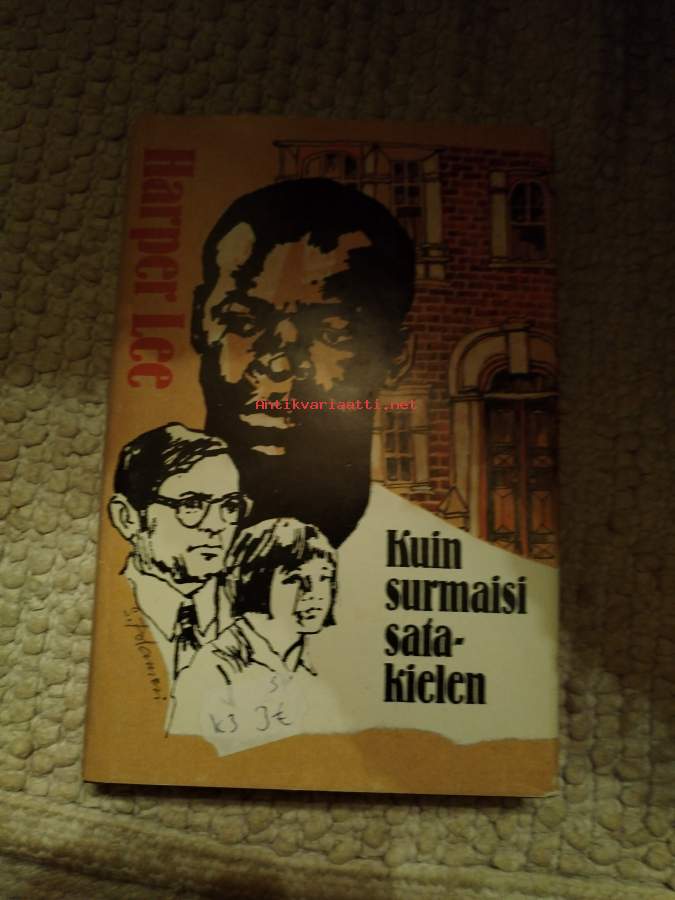 Harper Lee
Antikvariaatti.net
Kuin
surmaisi
sata-
kielen
K3 3€